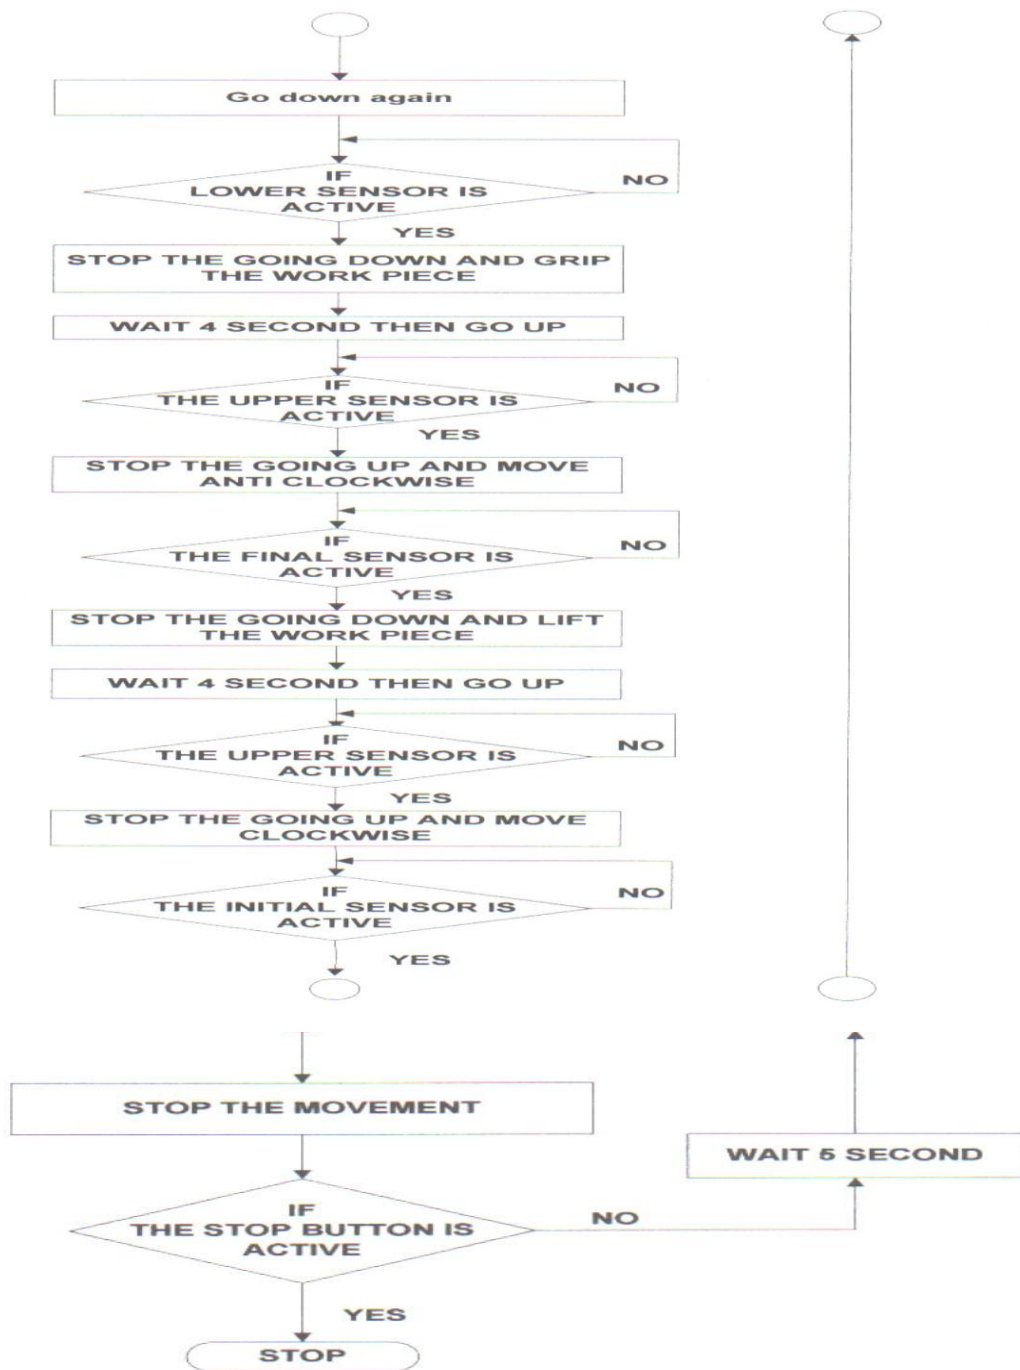 Go down again
IF
LOWER SENSOR IS
ACTIVE
NO
YES
STOP THE GOING DOWN AND GRIP
THE WORK PIECE
WAIT 4 SECOND THEN GO UP
IF
THE UPPER SENSOR IS
ACTIVE
NO
YES
STOP THE GOING UP AND MOVE
ANTI CLOCKWISE
IF
THE FINAL SENSOR IS
ACTIVE
NO
YES
STOP THE GOING DOWN AND LIFT
THE WORK PIECE
WAIT 4 SECOND THEN GO UP
IF
THE UPPER SENSOR IS
ACTIVE
NO
YES
STOP THE GOING UP AND MOVE
CLOCKWISE
IF
THE INITIAL SENSOR IS
ACTIVE
NO
YES
STOP THE MOVEMENT
WAIT 5 SECOND
IF
THE STOP BUTTON IS
ACTIVE
NO
YES
STOP